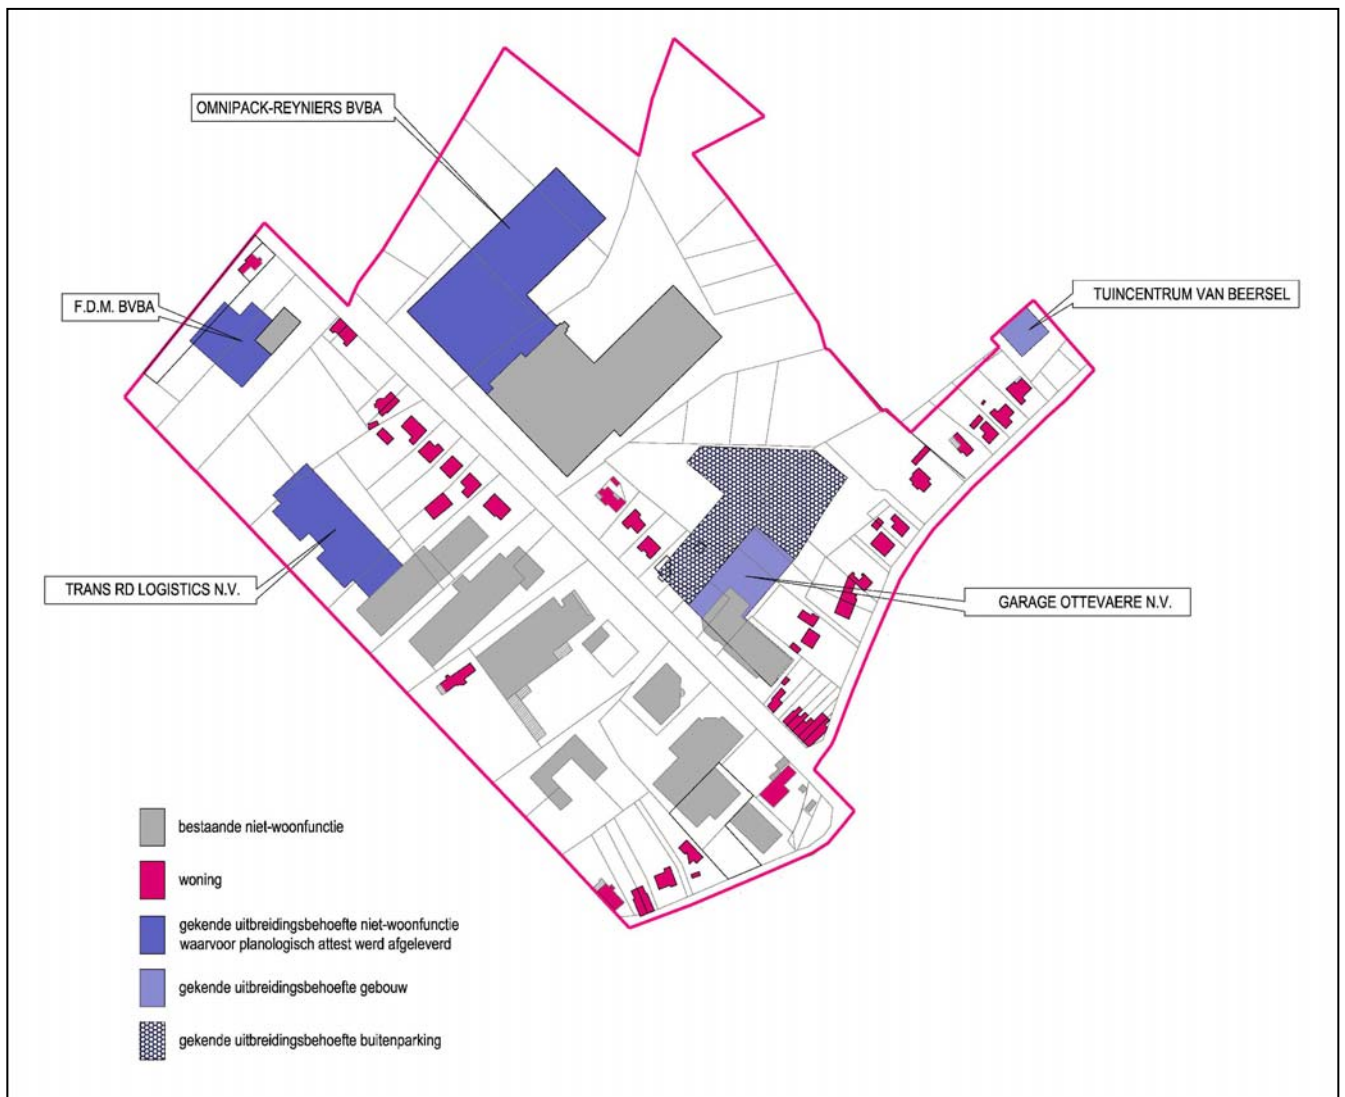 OMNIPACK-REYNIERS BVBA
F.D.M. BVBA
TUINCENTRUM VAN BEERSEL
TRANS RD LOGISTICS N.V.
GARAGE OTTEVAERE N.V.
bestaande niet-woonfunctie
woning
gekende uitbreidingsbehoefte niet-woonfunctie
waarvoor planologisch attest werd afgeleverd
gekende uitbreidingsbehoefte gebouw
gekende uitbreidingsbehoefte buitenparking